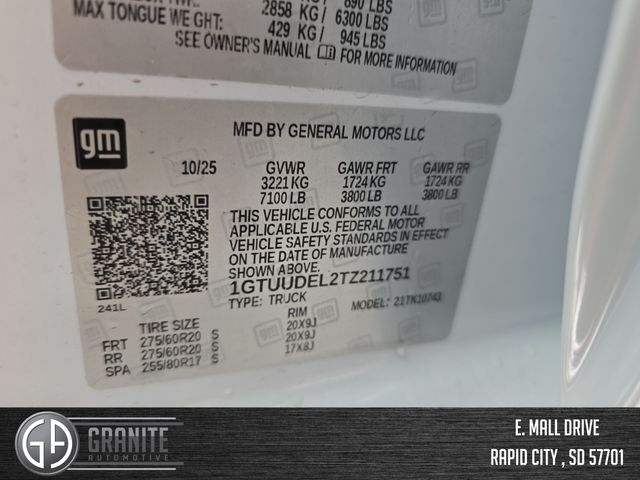 890 LBS
2858 KG / 6300 LBS
MAX TONGUE WEIGHT: 429 KG / 945 LBS
SEE OWNER'S MANUAL FOR MORE INFORMATION
gm
MFD BY GENERAL MOTORS LLC
10/25 GVWR GAWR FRT GAWR RR
3221 KG 1724 KG 1724 KG
7100 LB 3800 LB 3800 LB
THIS VEHICLE CONFORMS TO ALL
APPLICABLE U.S. FEDERAL MOTOR
VEHICLE SAFETY STANDARDS IN EFFECT
ON THE DATE OF MANUFACTURE
SHOWN ABOVE.
1GTUUDEL2TZ211751
TYPE: TRUCK MODEL: 21TK10743
241L
TIRE SIZE RIM
FRT 275/60R20 S 20X9J
RR 275/60R20 S 20X9J
SPA 255/80R17 S 17X8J
GA GRANITE
AUTOMOTIVE
E. MALL DRIVE
RAPID CITY , SD 57701